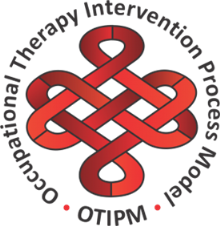 Occupational Therapy Intervention Process Model
• OTIPM •